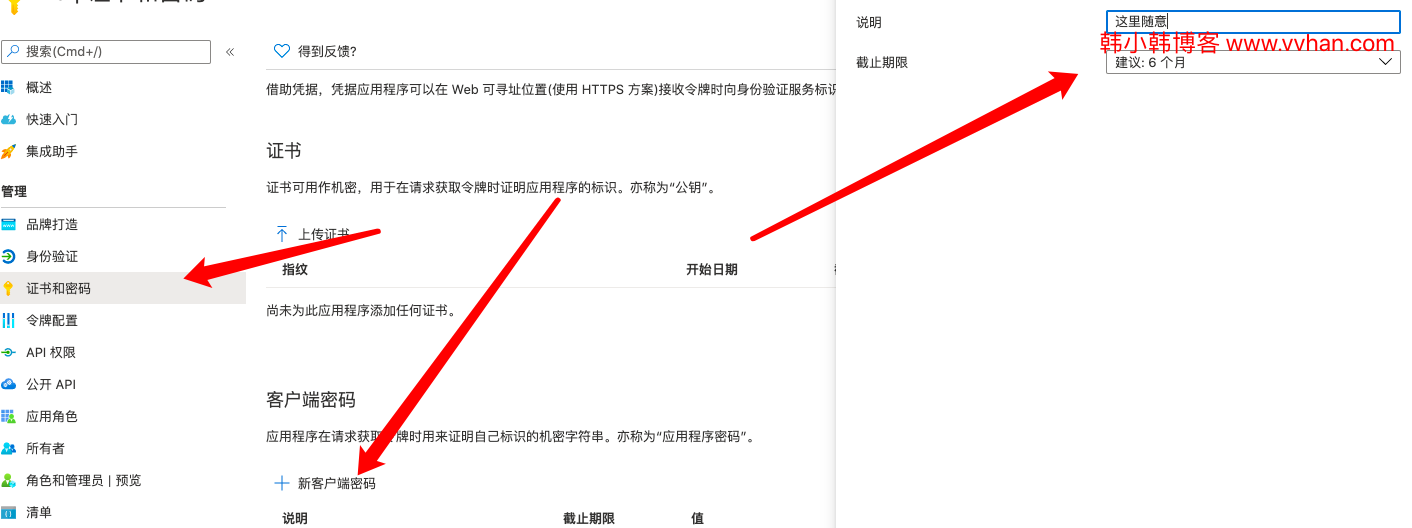 搜索(Cmd+/)
«
概述
快速入门
集成助手
管理
品牌打造
身份验证
证书和密码
令牌配置
API 权限
公开 API
应用角色
所有者
角色和管理员 | 预览
清单
得到反馈?
借助凭据，凭据应用程序可以在 Web 可寻址位置(使用 HTTPS 方案)接收令牌时向身份验证服务标识
证书
证书可用作机密，用于在请求获取令牌时证明应用程序的标识。亦称为“公钥”。
上传证书
指纹 开始日期
尚未为此应用程序添加任何证书。
客户端密码
应用程序在请求获取令牌时用来证明自己标识的机密字符串。亦称为“应用程序密码”。
新客户端密码
说明 截止期限 值
说明 这里随意
韩小韩博客 www.vvhan.com
截止期限 建议: 6 个月